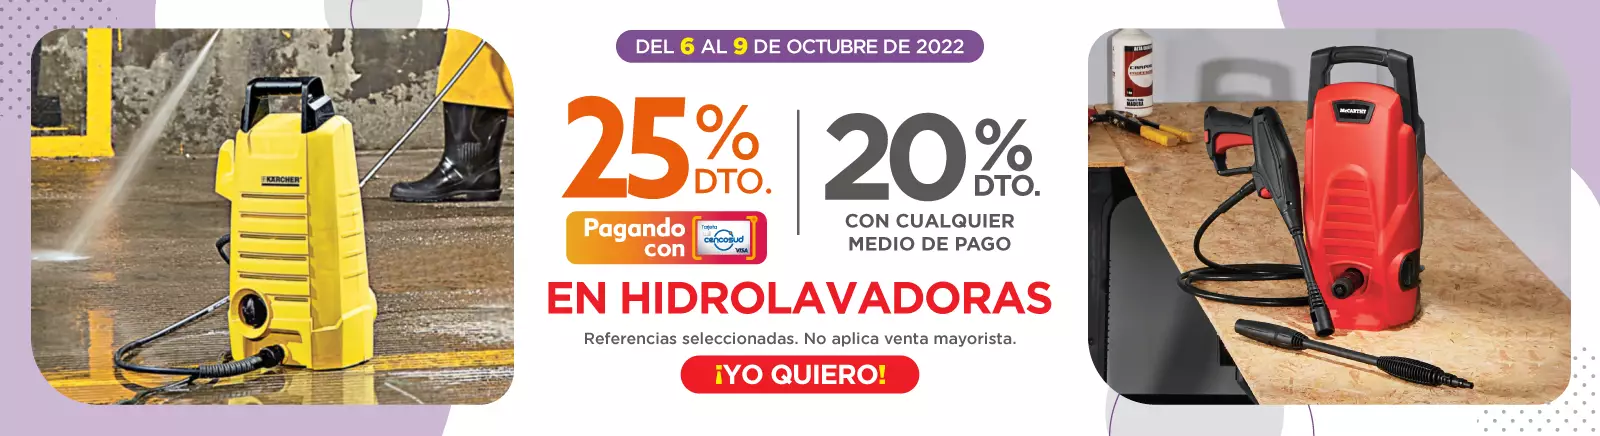 DEL 6 AL 9 DE OCTUBRE DE 2022
25%
DTO.
Pagando
con
Tarjeta
cencosud
VISA
20%
DTO.
CON CUALQUIER
MEDIO DE PAGO
EN HIDROLAVADORAS
Referencias seleccionadas. No aplica venta mayorista.
¡YO QUIERO!
KÄRCHER
McCARTHY
MADERA